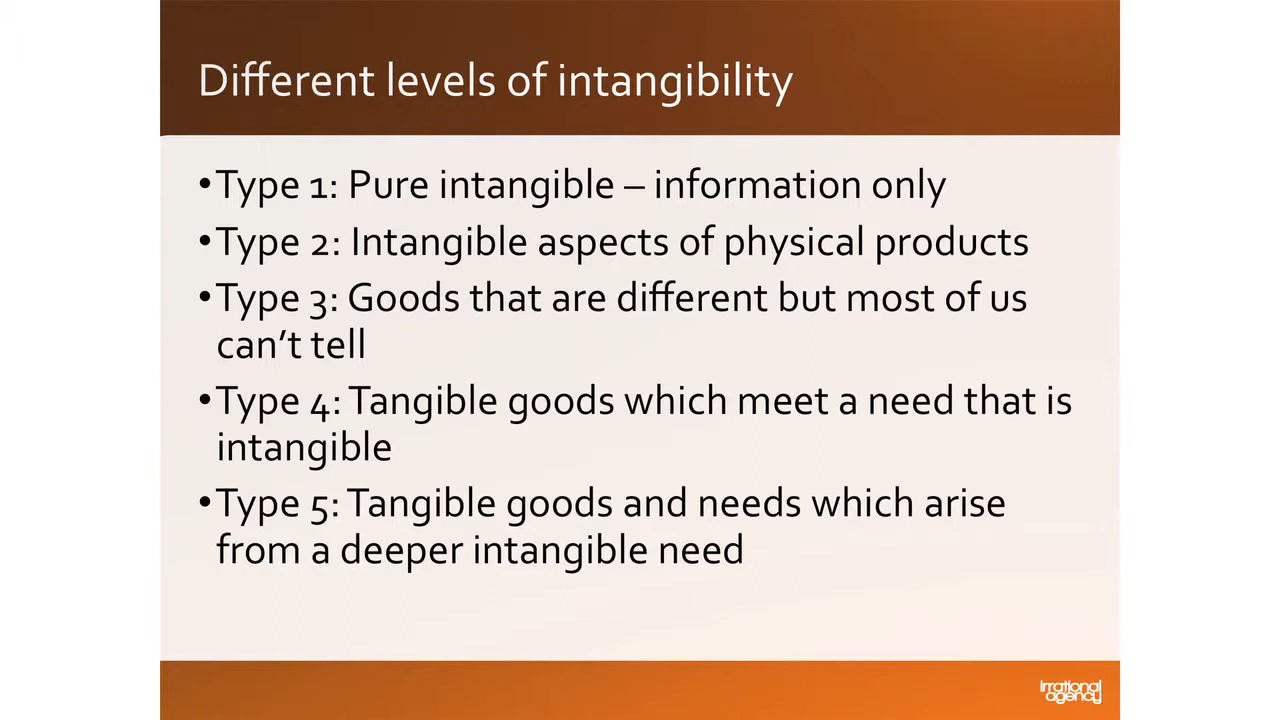 Different levels of intangibility
•Type 1: Pure intangible – information only
•Type 2: Intangible aspects of physical products
•Type 3: Goods that are different but most of us
can’t tell
•Type 4: Tangible goods which meet a need that is
intangible
•Type 5: Tangible goods and needs which arise
from a deeper intangible need
irrational
agency